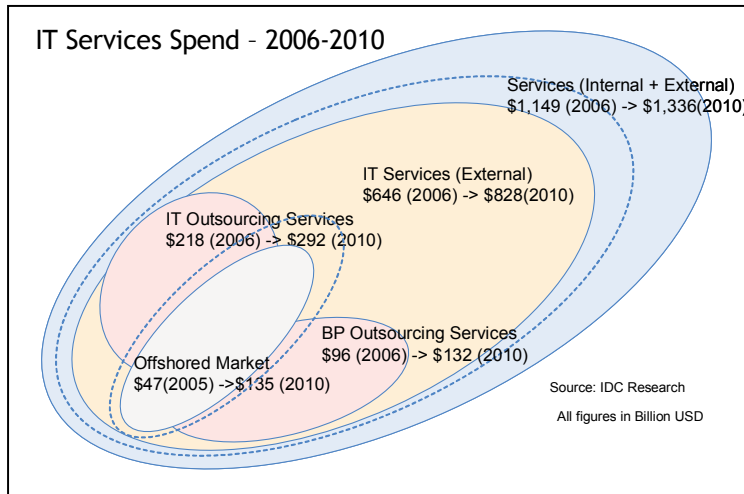 IT Services Spend – 2006-2010
Services (Internal + External)
$1,149 (2006) -> $1,336(2010)
IT Services (External)
$646 (2006) -> $828(2010)
IT Outsourcing Services
$218 (2006) -> $292 (2010)
BP Outsourcing Services
$96 (2006) -> $132 (2010)
Offshored Market
$47(2005) ->$135 (2010)
Source: IDC Research
All figures in Billion USD